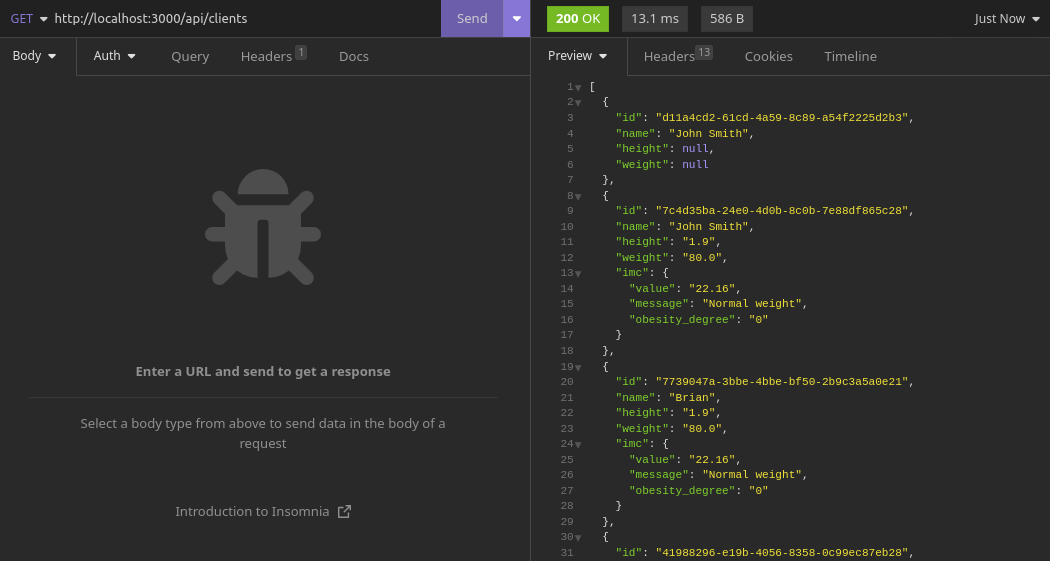 GET http://localhost:3000/api/clients Send
200 OK 13.1 ms 586 B Just Now
Body Auth Query Headers 1 Docs
Preview Headers 13 Cookies Timeline
Enter a URL and send to get a response
Select a body type from above to send data in the body of a
request
Introduction to Insomnia
1 [
2 {
3 "id": "d11a4cd2-61cd-4a59-8c89-a54f2225d2b3",
4 "name": "John Smith",
5 "height": null,
6 "weight": null
7 },
8 {
9 "id": "7c4d35ba-24e0-4d0b-8c0b-7e88df865c28",
10 "name": "John Smith",
11 "height": "1.9",
12 "weight": "80.0",
13 "imc": {
14 "value": "22.16",
15 "message": "Normal weight",
16 "obesity_degree": "0"
17 }
18 },
19 {
20 "id": "7739047a-3bbe-4bbe-bf50-2b9c3a5a0e21",
21 "name": "Brian",
22 "height": "1.9",
23 "weight": "80.0",
24 "imc": {
25 "value": "22.16",
26 "message": "Normal weight",
27 "obesity_degree": "0"
28 }
29 },
30 {
31 "id": "41988296-e19b-4056-8358-0c99ec87eb28",